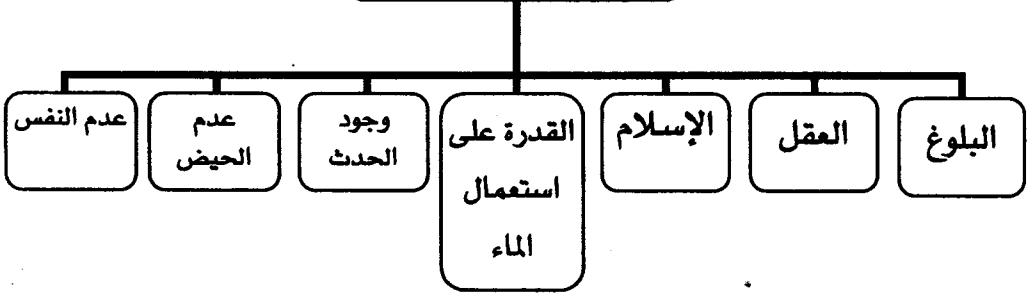 البلوغ
العقل
الإسلام
القدرة على
استعمال
الماء
وجود
الحدث
عدم
الحيض
عدم النفس